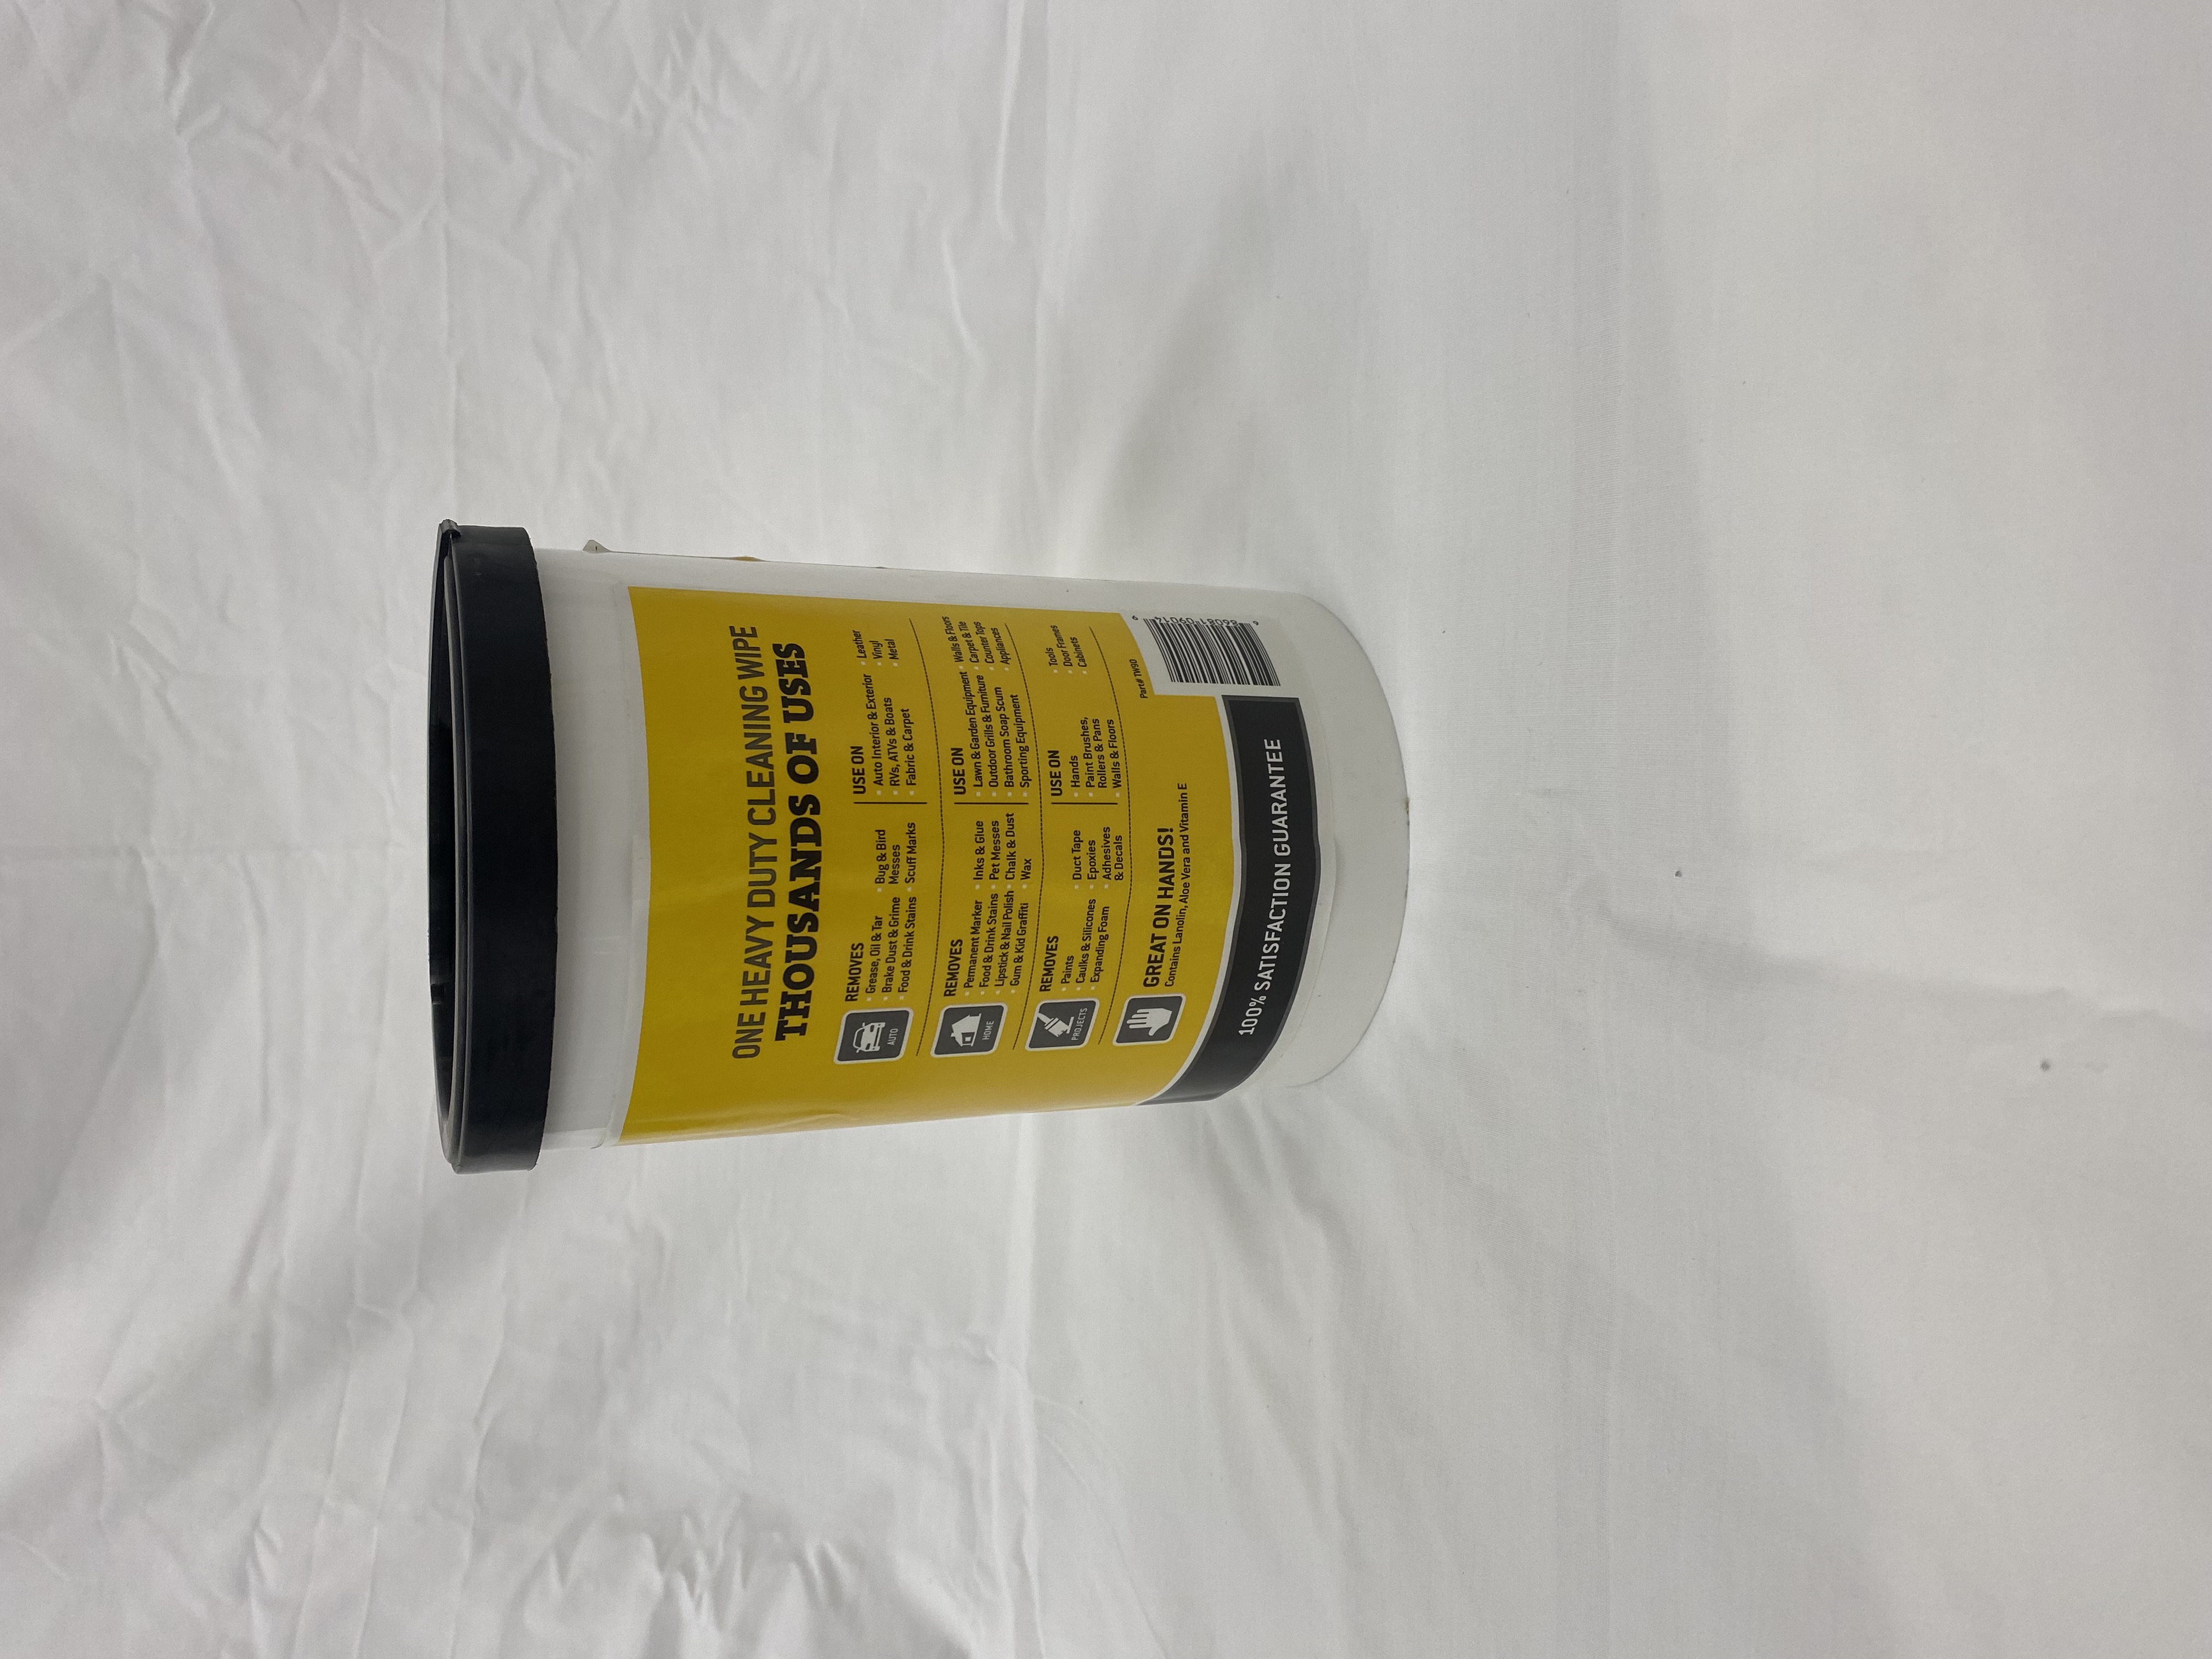 ONE HEAVY DUTY CLEANING WIPE
THOUSANDS OF USES
AUTO
REMOVES
Grease, Oil & Tar
Brake Dust & Grime
Food & Drink Stains
Bug & Bird
Messes
Scuff Marks
USE ON
Auto Interior & Exterior
RVs, ATVs & Boats
Fabric & Carpet
Leather
Vinyl
Metal
HOME
REMOVES
Permanent Marker
Food & Drink Stains
Lipstick & Nail Polish
Gum & Kid Graffiti
Inks & Glue
Pet Messes
Chalk & Dust
Wax
USE ON
Lawn & Garden Equipment
Outdoor Grills & Furniture
Bathroom Soap Scum
Sporting Equipment
Walls & Floors
Carpet & Tile
Counter Tops
Appliances
PROJECTS
REMOVES
Paints
Caulks & Silicones
Expanding Foam
Duct Tape
Epoxies
Adhesives
& Decals
USE ON
Hands
Paint Brushes,
Rollers & Pans
Walls & Floors
Tools
Door Frames
Cabinets
GREAT ON HANDS!
Contains Lanolin, Aloe Vera and Vitamin E
Part# TW90
100% SATISFACTION GUARANTEE